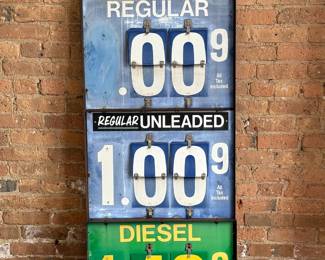 REGULAR
.00 9
All Tax Included
REGULAR UNLEADED
1.00 9
All Tax Included
DIESEL